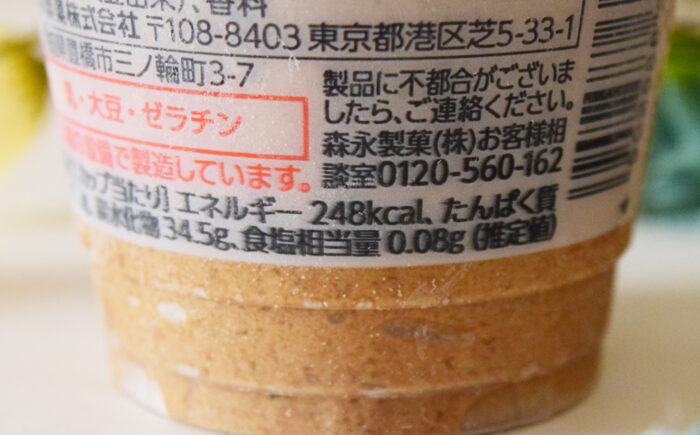 、香料
株式会社 〒108-8403 東京都港区芝5-33-1
豊橋市三ノ輪町3-7
・大豆・ゼラチン
設備で製造しています。
製品に不都合がございま
したら、ご連絡ください。
森永製菓(株)お客様相
談室0120-560-162
カップ当たり] エネルギー 248kcal、たんぱく質
炭水化物 34.5g、食塩相当量 0.08g (推定値)